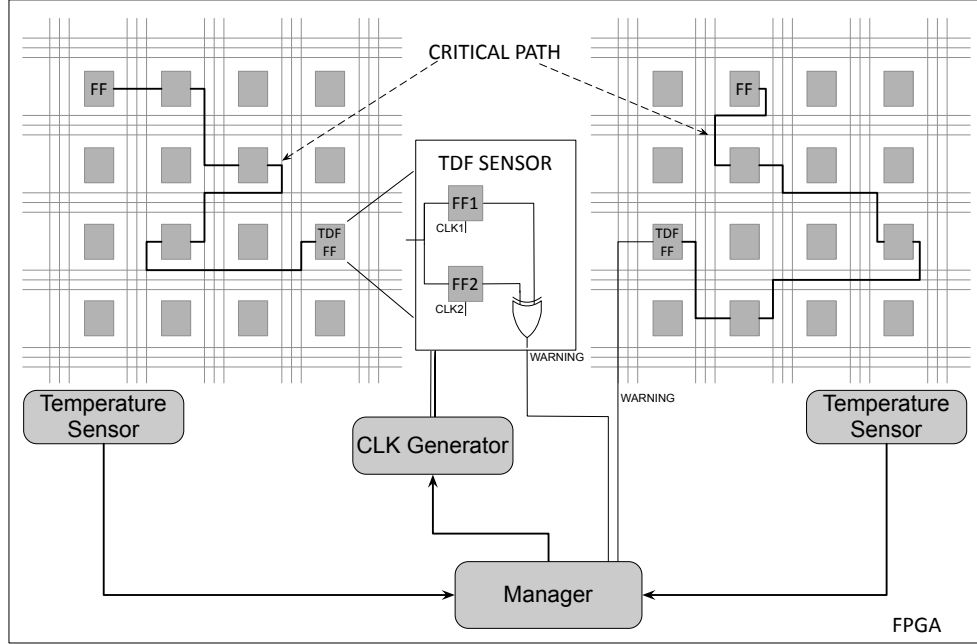 CRITICAL PATH
FF
FF
TDF SENSOR
FF1
CLK1
TDF
FF
TDF
FF
FF2
CLK2
WARNING
WARNING
Temperature
Sensor
Temperature
Sensor
CLK Generator
Manager
FPGA